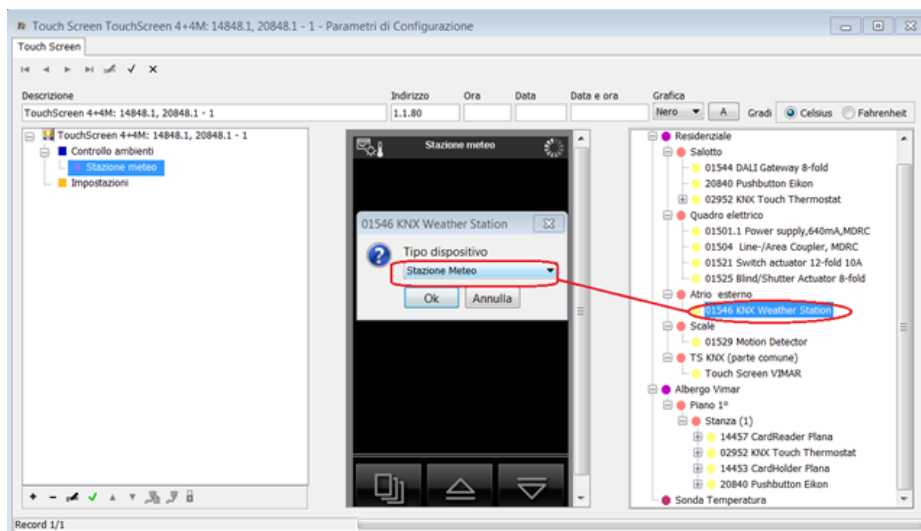 Touch Screen TouchScreen 4+4M: 14848.1, 20848.1 - 1 - Parametri di Configurazione
Touch Screen
Descrizione
Indirizzo
Ora
Data
Data e ora
Grafica
TouchScreen 4+4M: 14848.1, 20848.1 - 1
1.1.80
Nero
A
Gradi
Celsius
Fahrenheit
TouchScreen 4+4M: 14848.1, 20848.1 - 1
Controllo ambienti
Stazione meteo
Impostazioni
Stazione meteo
01546 KNX Weather Station
Tipo dispositivo
Stazione Meteo
Ok
Annulla
Residenziale
Salotto
01544 DALI Gateway 8-fold
20840 Pushbutton Eikon
02952 KNX Touch Thermostat
Quadro elettrico
01501.1 Power supply,640mA,MDRC
01504 Line-/Area Coupler, MDRC
01521 Switch actuator 12-fold 10A
01525 Blind/Shutter Actuator 8-fold
Atrio esterno
01546 KNX Weather Station
Scale
01529 Motion Detector
TS KNX (parte comune)
Touch Screen VIMAR
Albergo Vimar
Piano 1º
Stanza (1)
14457 CardReader Plana
02952 KNX Touch Thermostat
14453 CardHolder Plana
20840 Pushbutton Eikon
Sonda Temperatura
Record 1/1